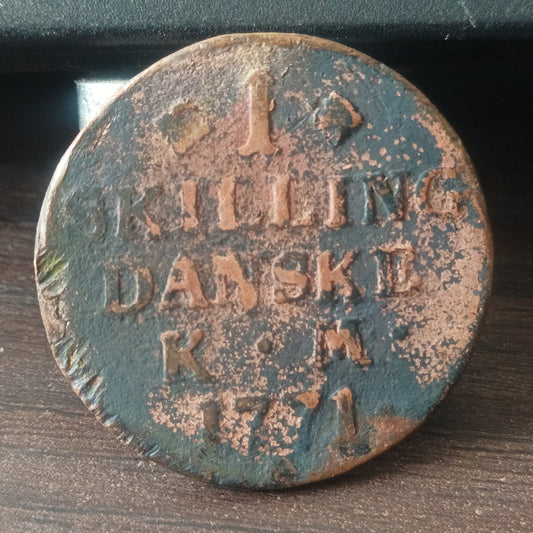 1
SKILLING
DANSKE
K · M ·
1771